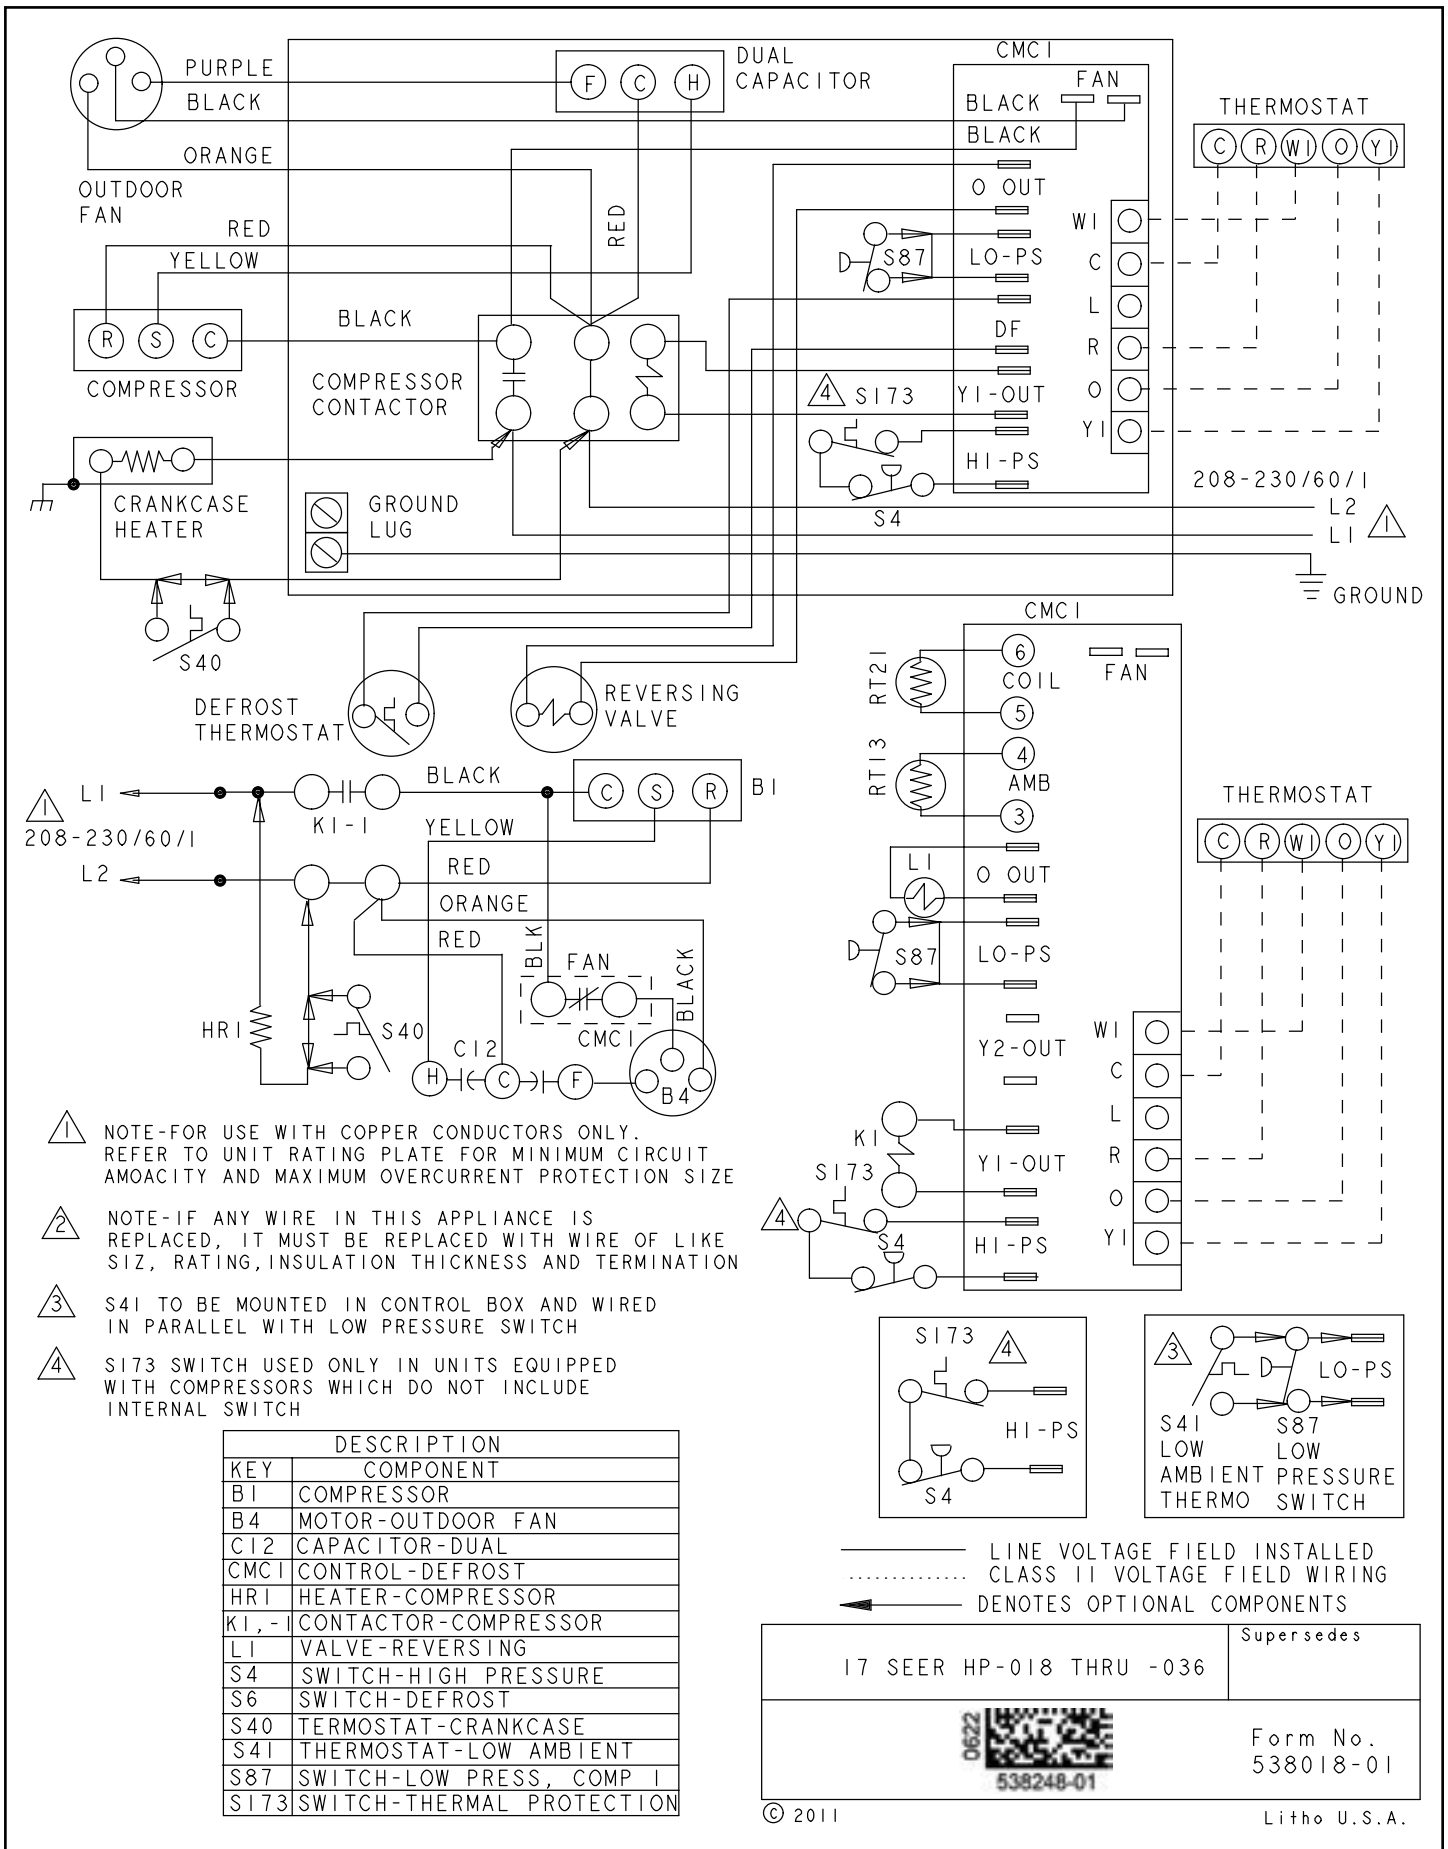 PURPLE
BLACK
ORANGE
OUTDOOR
FAN
RED
YELLOW
R S C
COMPRESSOR
BLACK
F C H
DUAL
CAPACITOR
RED
COMPRESSOR
CONTACTOR
CRANKCASE
HEATER
GROUND
LUG
S40
CMC1
FAN
BLACK
BLACK
O OUT
LO-PS
S87
DF
Y1-OUT
4 S173
HI-PS
S4
W1
C
L
R
O
Y1
THERMOSTAT
C R W1 O Y1
208-230/60/1
L2
L1 1
GROUND
DEFROST
THERMOSTAT
REVERSING
VALVE
L1
1
208-230/60/1
L2
K1-1
BLACK
C S R B1
YELLOW
RED
ORANGE
RED
BLK
FAN
CMC1
BLACK
HR1
S40
C12
H C F
B4
CMC1
FAN
RT21
6
COIL
5
RT13
4
AMB
3
L1
O OUT
S87
LO-PS
Y2-OUT
K1
Y1-OUT
S173
4
S4
HI-PS
W1
C
L
R
O
Y1
THERMOSTAT
C R W1 O Y1
1 NOTE-FOR USE WITH COPPER CONDUCTORS ONLY.
REFER TO UNIT RATING PLATE FOR MINIMUM CIRCUIT
AMOACITY AND MAXIMUM OVERCURRENT PROTECTION SIZE
2 NOTE-IF ANY WIRE IN THIS APPLIANCE IS
REPLACED, IT MUST BE REPLACED WITH WIRE OF LIKE
SIZ, RATING,INSULATION THICKNESS AND TERMINATION
3 S41 TO BE MOUNTED IN CONTROL BOX AND WIRED
IN PARALLEL WITH LOW PRESSURE SWITCH
4 S173 SWITCH USED ONLY IN UNITS EQUIPPED
WITH COMPRESSORS WHICH DO NOT INCLUDE
INTERNAL SWITCH
S173 4
HI-PS
S4
3
LO-PS
S41 S87
LOW LOW
AMBIENT PRESSURE
THERMO SWITCH
DESCRIPTION
KEY COMPONENT
B1 COMPRESSOR
B4 MOTOR-OUTDOOR FAN
C12 CAPACITOR-DUAL
CMC1 CONTROL-DEFROST
HR1 HEATER-COMPRESSOR
K1,-1 CONTACTOR-COMPRESSOR
L1 VALVE-REVERSING
S4 SWITCH-HIGH PRESSURE
S6 SWITCH-DEFROST
S40 TERMOSTAT-CRANKCASE
S41 THERMOSTAT-LOW AMBIENT
S87 SWITCH-LOW PRESS, COMP 1
S173 SWITCH-THERMAL PROTECTION
LINE VOLTAGE FIELD INSTALLED
CLASS II VOLTAGE FIELD WIRING
DENOTES OPTIONAL COMPONENTS
17 SEER HP-018 THRU -036
Supersedes
0622
538248-01
Form No.
538018-01
© 2011
Litho U.S.A.